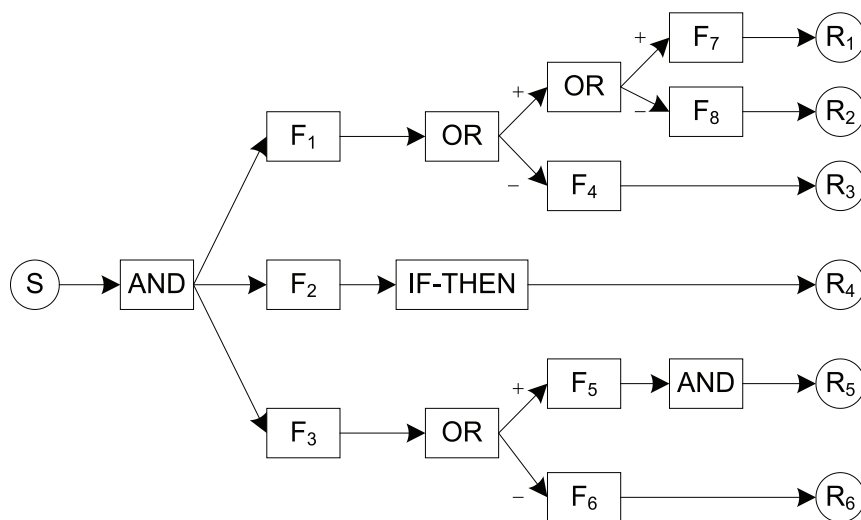 + F₇ R₁
+ OR
− F₈ R₂
F₁ OR
− F₄ R₃
S AND F₂ IF-THEN R₄
+ F₅ AND R₅
F₃ OR
− F₆ R₆